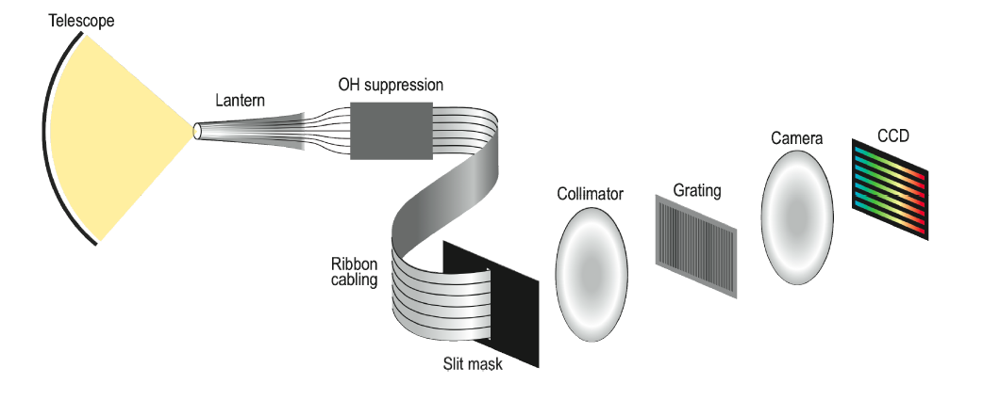 Telescope
Lantern
OH suppression
Ribbon
cabling
Slit mask
Collimator
Grating
Camera
CCD